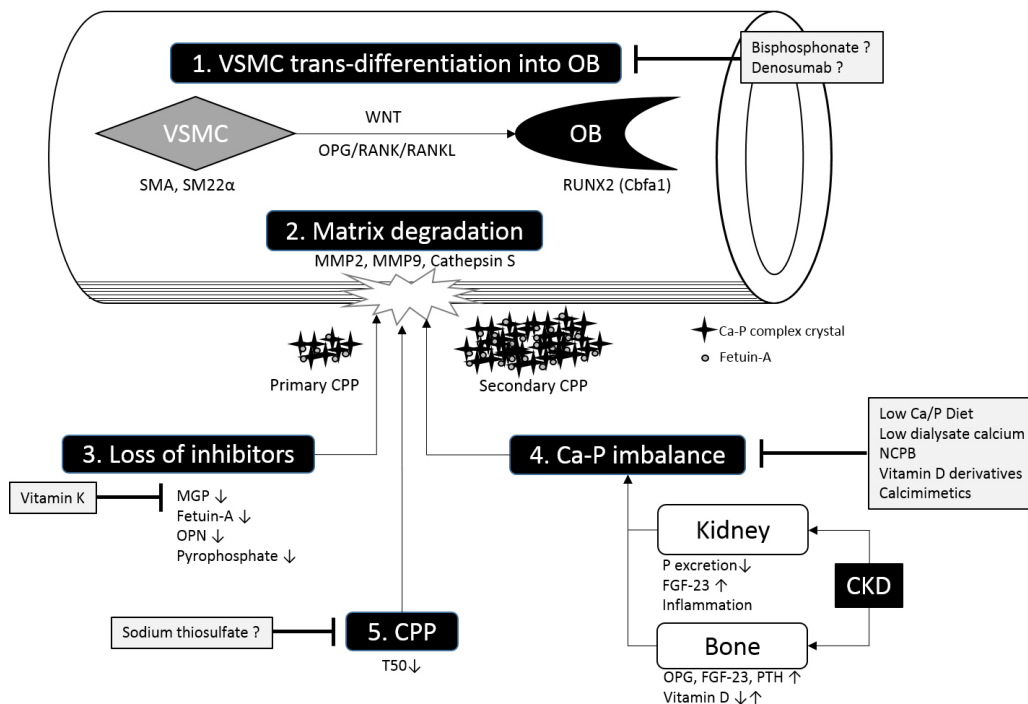 1. VSMC trans-differentiation into OB
Bisphosphonate ?
Denosumab ?
VSMC
WNT
OPG/RANK/RANKL
OB
SMA, SM22α
RUNX2 (Cbfa1)
2. Matrix degradation
MMP2, MMP9, Cathepsin S
Primary CPP
Secondary CPP
Ca-P complex crystal
Fetuin-A
3. Loss of inhibitors
Vitamin K
MGP ↓
Fetuin-A ↓
OPN ↓
Pyrophosphate ↓
4. Ca-P imbalance
Low Ca/P Diet
Low dialysate calcium
NCPB
Vitamin D derivatives
Calcimimetics
Kidney
P excretion↓
FGF-23 ↑
Inflammation
CKD
Bone
OPG, FGF-23, PTH ↑
Vitamin D ↓↑
Sodium thiosulfate ?
5. CPP
T50↓